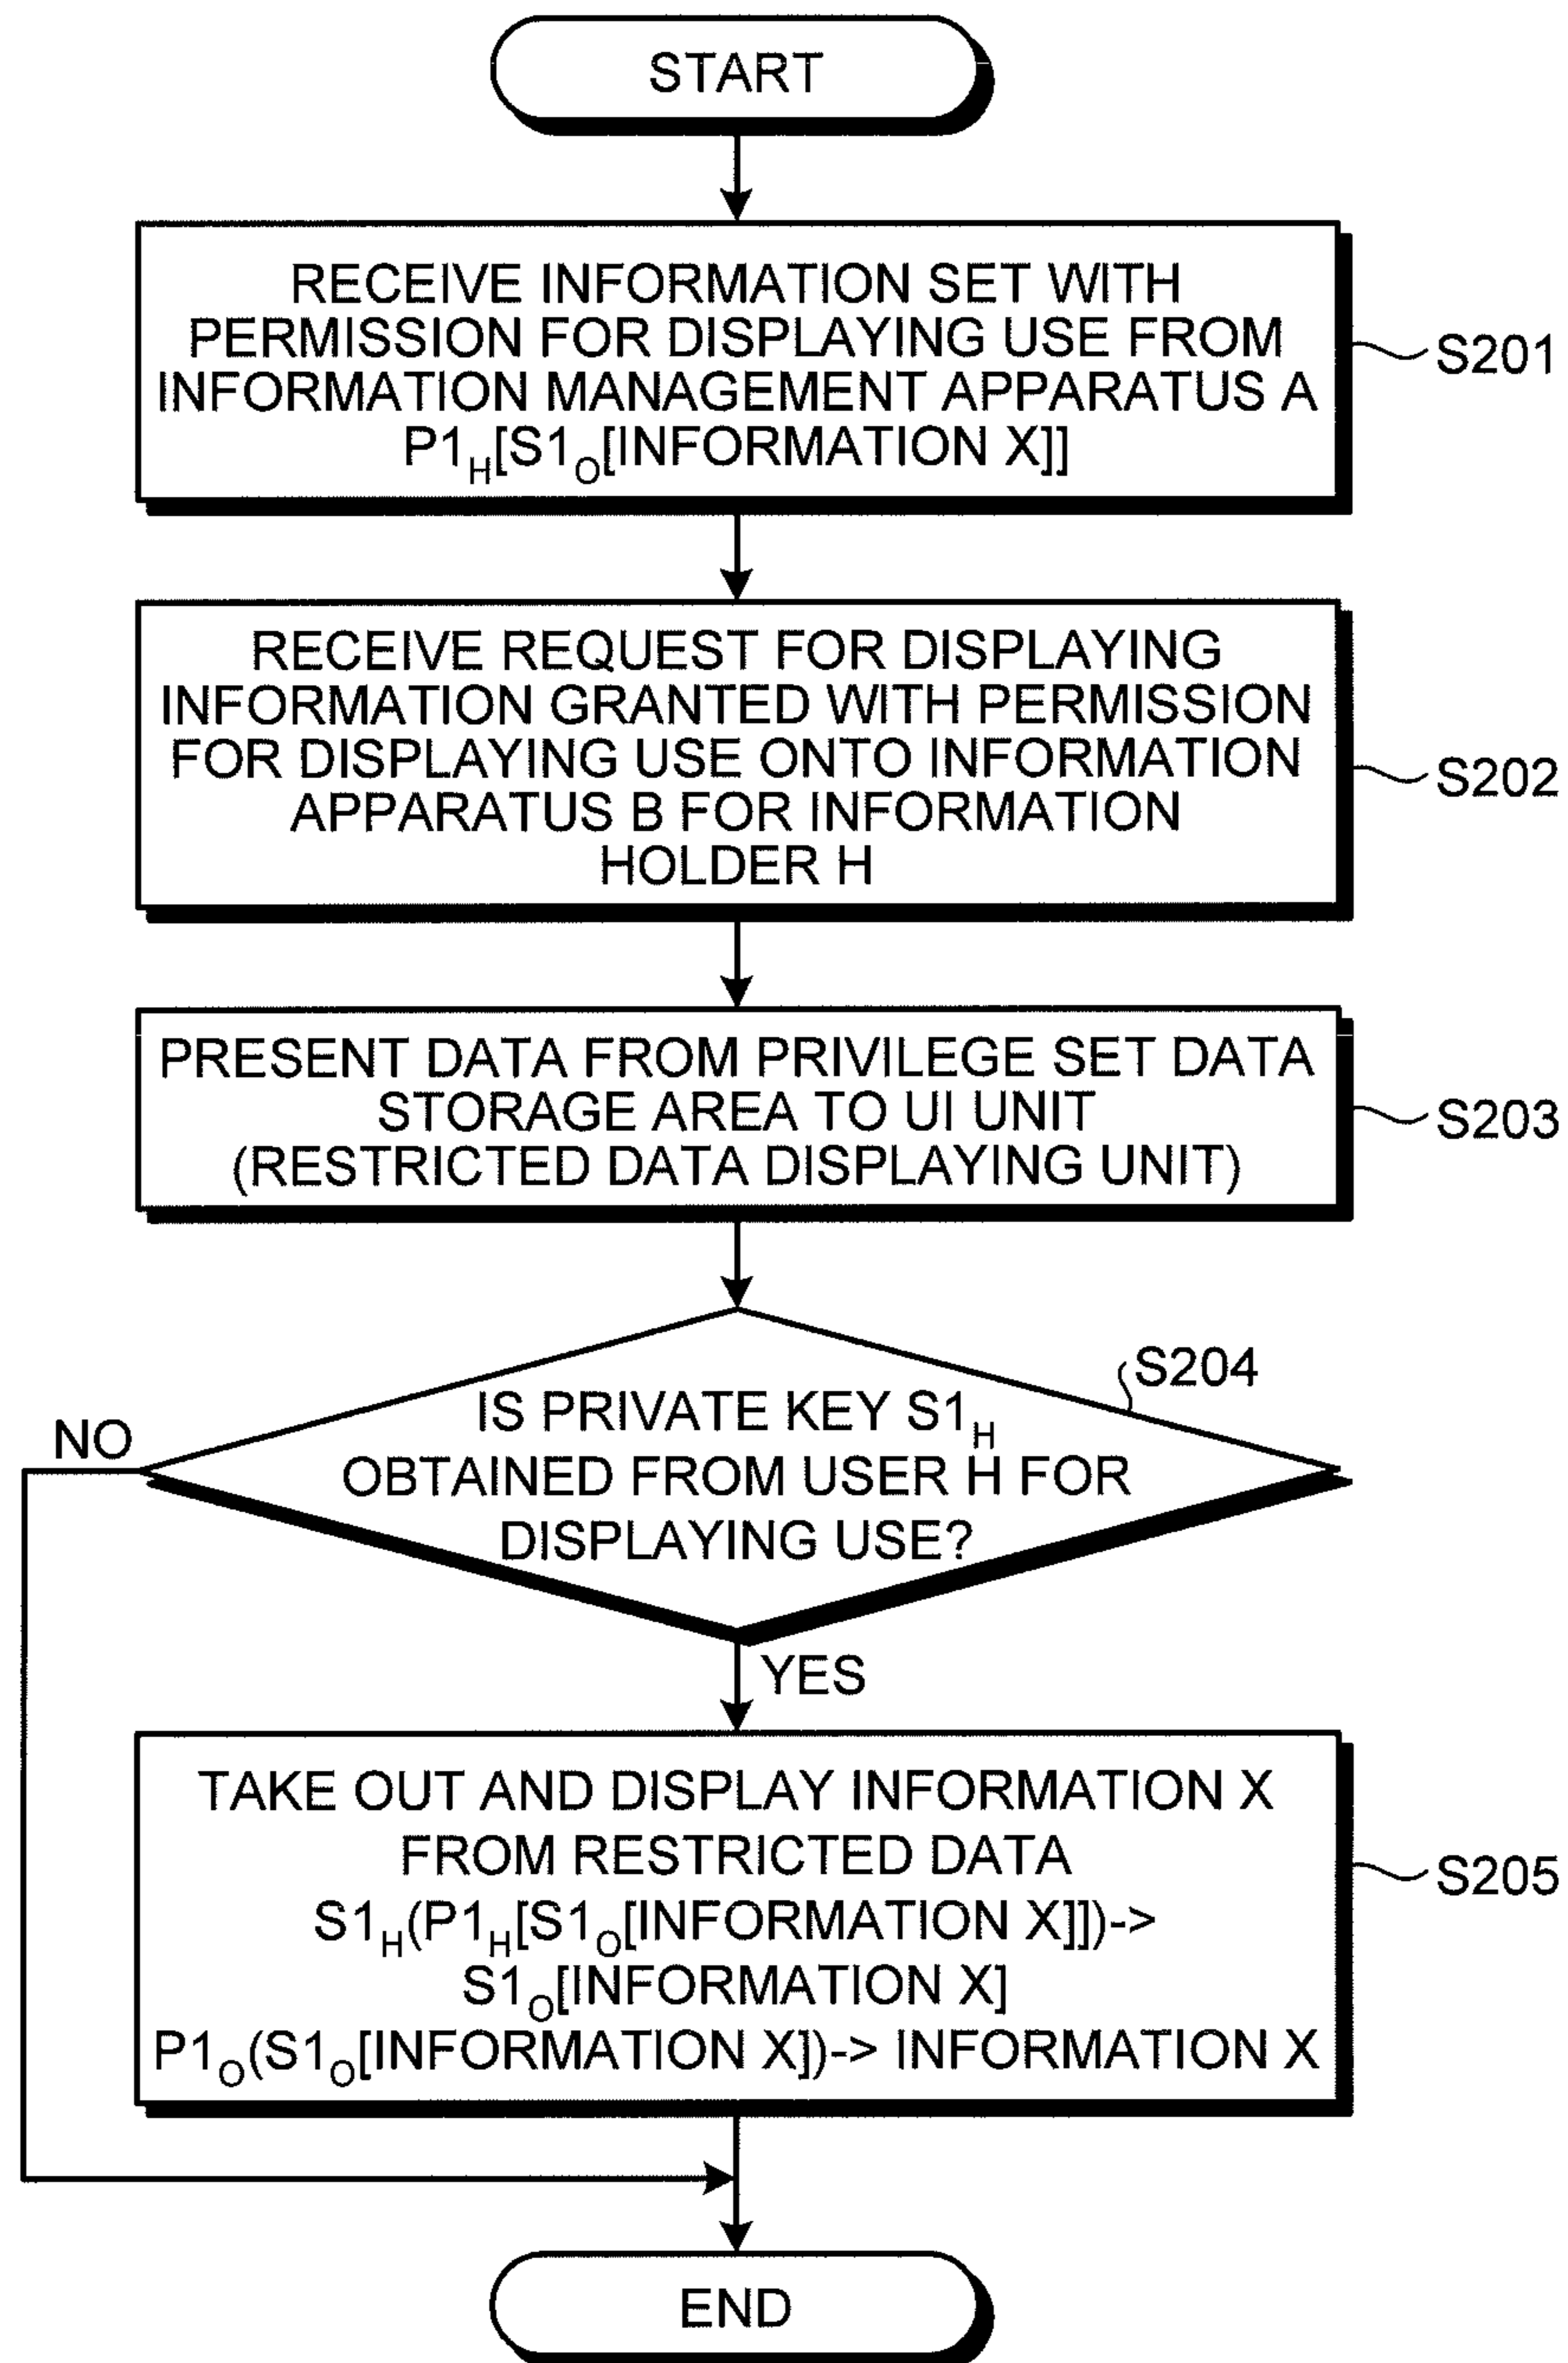 START
RECEIVE INFORMATION SET WITH
PERMISSION FOR DISPLAYING USE FROM
INFORMATION MANAGEMENT APPARATUS A
P1H[S1O[INFORMATION X]]
S201
RECEIVE REQUEST FOR DISPLAYING
INFORMATION GRANTED WITH PERMISSION
FOR DISPLAYING USE ONTO INFORMATION
APPARATUS B FOR INFORMATION
HOLDER H
S202
PRESENT DATA FROM PRIVILEGE SET DATA
STORAGE AREA TO UI UNIT
(RESTRICTED DATA DISPLAYING UNIT)
S203
S204
IS PRIVATE KEY S1H
OBTAINED FROM USER H FOR
DISPLAYING USE?
NO
YES
TAKE OUT AND DISPLAY INFORMATION X
FROM RESTRICTED DATA
S1H(P1H[S1O[INFORMATION X]])->
S1O[INFORMATION X]
P1O(S1O[INFORMATION X])-> INFORMATION X
S205
END